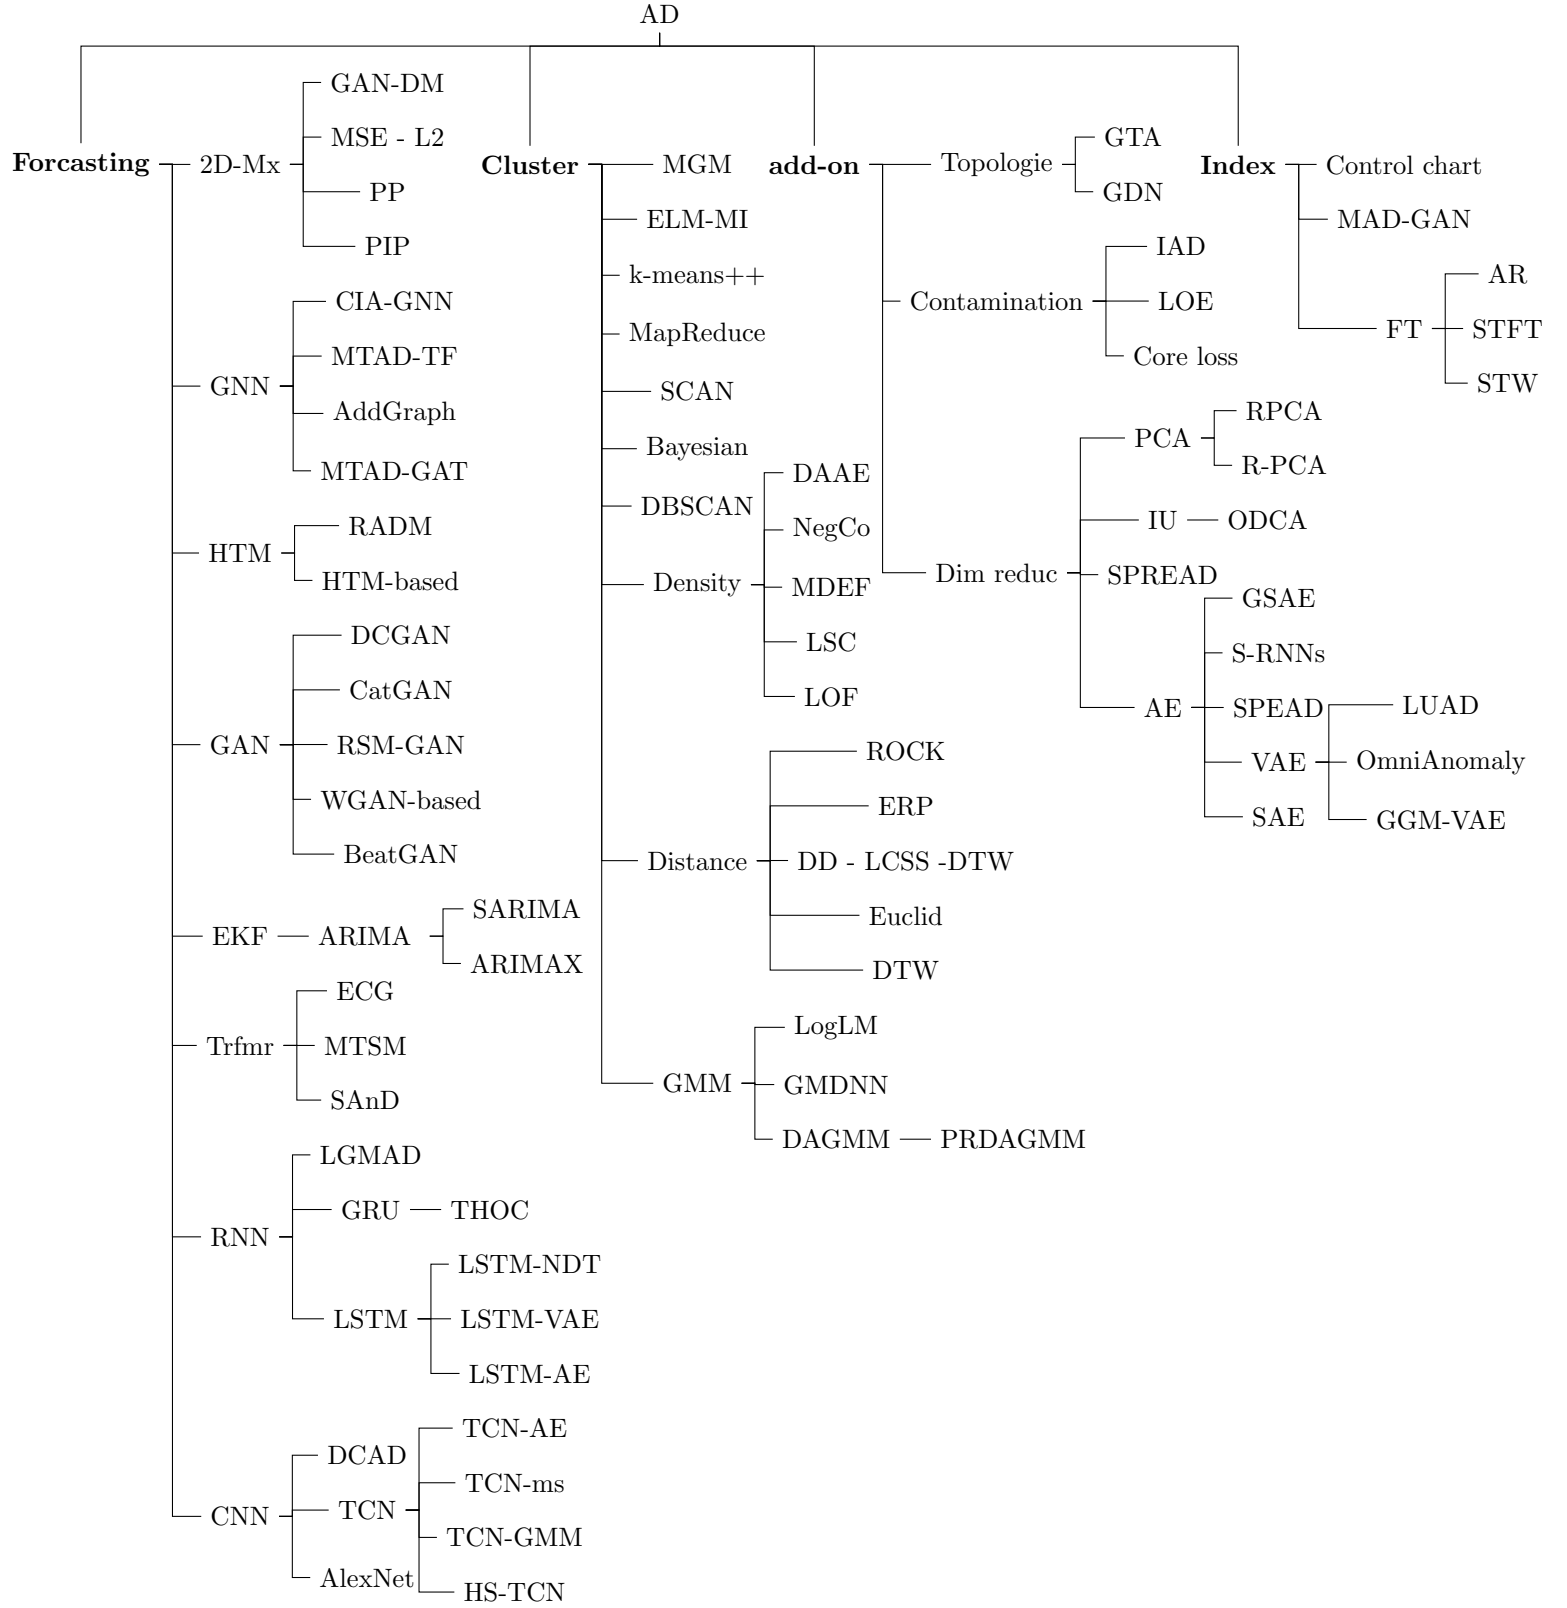 AD
Forcasting
2D-Mx
GAN-DM
MSE - L2
PP
PIP
GNN
CIA-GNN
MTAD-TF
AddGraph
MTAD-GAT
HTM
RADM
HTM-based
GAN
DCGAN
CatGAN
RSM-GAN
WGAN-based
BeatGAN
EKF
ARIMA
SARIMA
ARIMAX
Trfmr
ECG
MTSM
SAnD
RNN
LGMAD
GRU
THOC
LSTM
LSTM-NDT
LSTM-VAE
LSTM-AE
CNN
DCAD
TCN
TCN-AE
TCN-ms
TCN-GMM
HS-TCN
AlexNet
Cluster
MGM
ELM-MI
k-means++
MapReduce
SCAN
Bayesian
DBSCAN
Density
DAAE
NegCo
MDEF
LSC
LOF
Distance
ROCK
ERP
DD - LCSS -DTW
Euclid
DTW
GMM
LogLM
GMDNN
DAGMM
PRDAGMM
add-on
Topologie
GTA
GDN
Contamination
IAD
LOE
Core loss
Dim reduc
PCA
RPCA
R-PCA
IU
ODCA
SPREAD
AE
GSAE
S-RNNs
SPEAD
VAE
LUAD
OmniAnomaly
GGM-VAE
SAE
Index
Control chart
MAD-GAN
FT
AR
STFT
STW